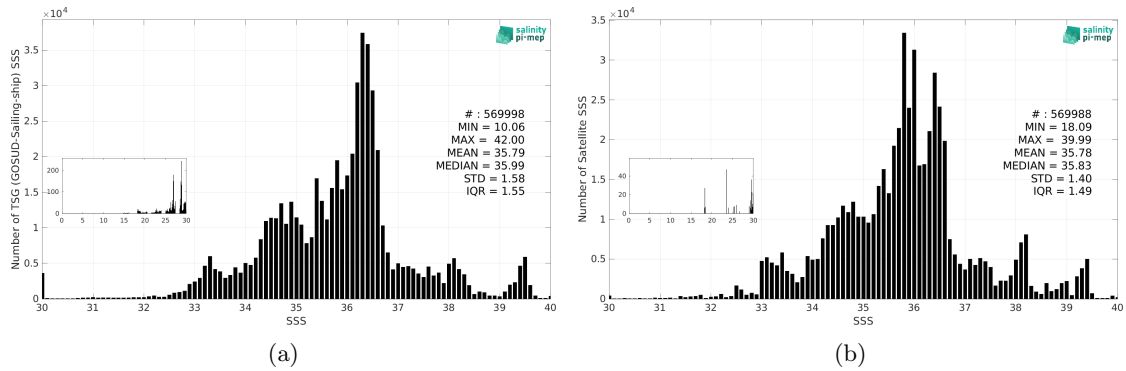 ×10⁴
3.5
3
2.5
2
1.5
1
0.5
0
Number of TSG (GOSUD-Sailing-ship) SSS
salinity
pi-mep
# : 569998
MIN = 10.06
MAX = 42.00
MEAN = 35.79
MEDIAN = 35.99
STD = 1.58
IQR = 1.55
200
100
0
0 5 10 15 20 25 30
30 31 32 33 34 35 36 37 38 39 40
SSS
(a)
×10⁴
3.5
3
2.5
2
1.5
1
0.5
0
Number of Satellite SSS
salinity
pi-mep
# : 569988
MIN = 18.09
MAX = 39.99
MEAN = 35.78
MEDIAN = 35.83
STD = 1.40
IQR = 1.49
40
20
0
0 5 10 15 20 25 30
30 31 32 33 34 35 36 37 38 39 40
SSS
(b)